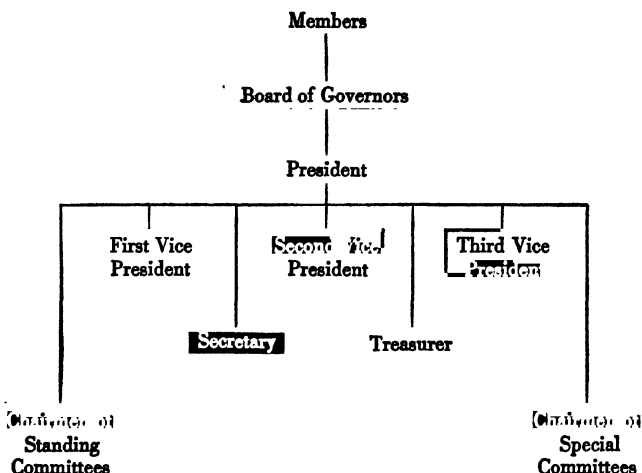 Members
Board of Governors
President
First Vice
President
Second Vice
President
Third Vice
President
Secretary
Treasurer
Standing
Committees
Special
Committees